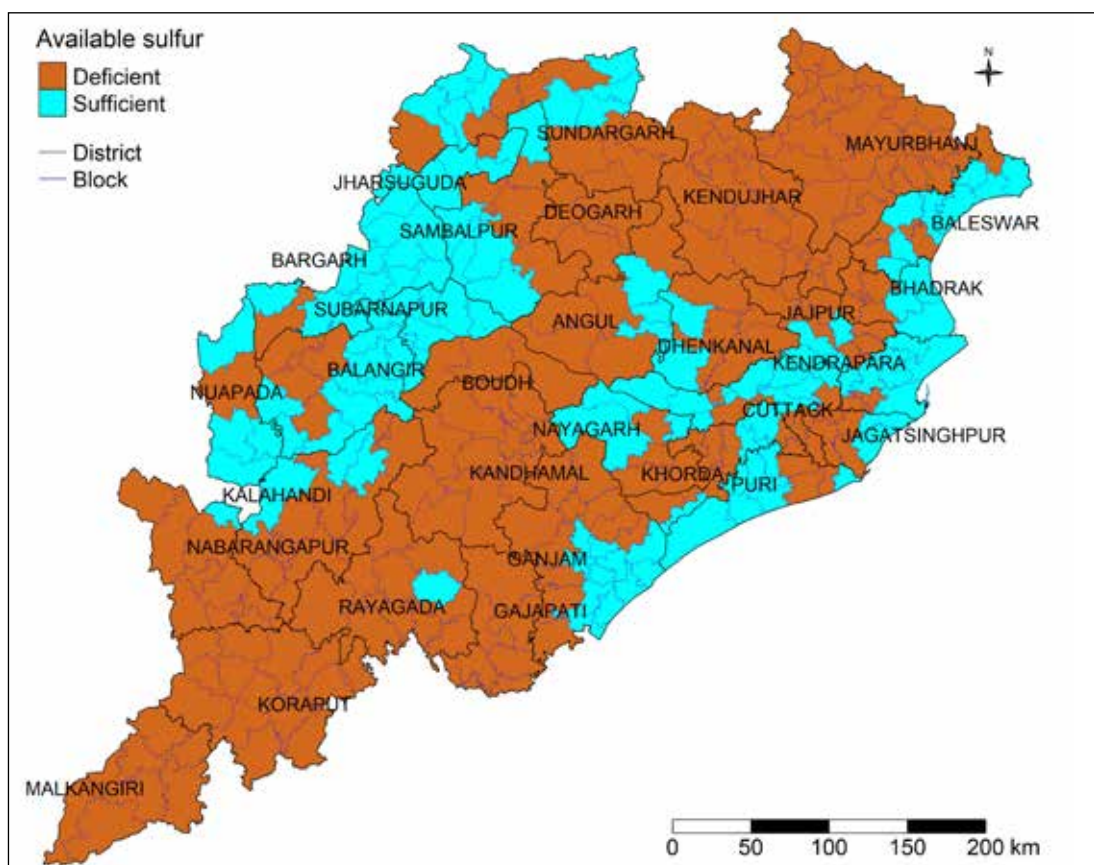 Available sulfur
Deficient
Sufficient
District
Block
N
SUNDARGARH
MAYURBHANJ
JHARSUGUDA
KENDUJHAR
DEOGARH
SAMBALPUR
BALESWAR
BARGARH
BHADRAK
SUBARNAPUR
ANGUL
JAJPUR
DHENKANAL
KENDRAPARA
BALANGIR
NUAPADA
BOUDH
CUTTACK
NAYAGARH
JAGATSINGHPUR
KANDHAMAL
KHORDA
PURI
KALAHANDI
NABARANGAPUR
GANJAM
RAYAGADA
GAJAPATI
KORAPUT
MALKANGIRI
0 50 100 150 200 km